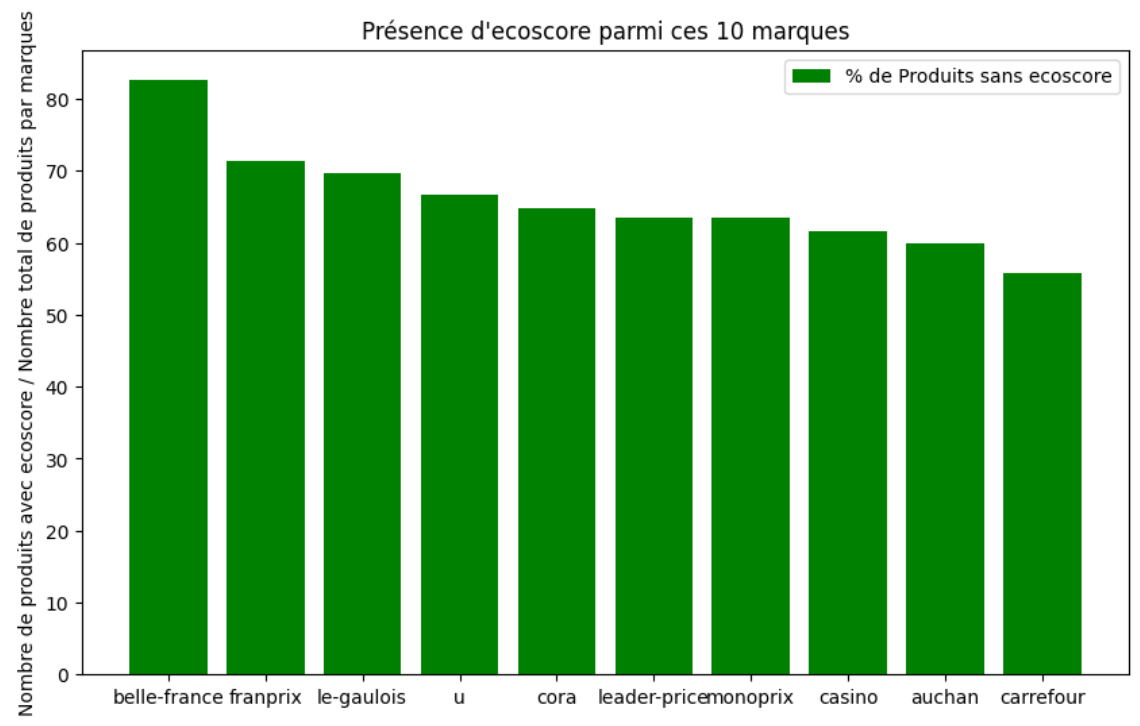 Présence d'ecoscore parmi ces 10 marques
% de Produits sans ecoscore
Nombre de produits avec ecoscore / Nombre total de produits par marques
80
70
60
50
40
30
20
10
0
belle-france franprix le-gaulois u cora leader-price monoprix casino auchan carrefour